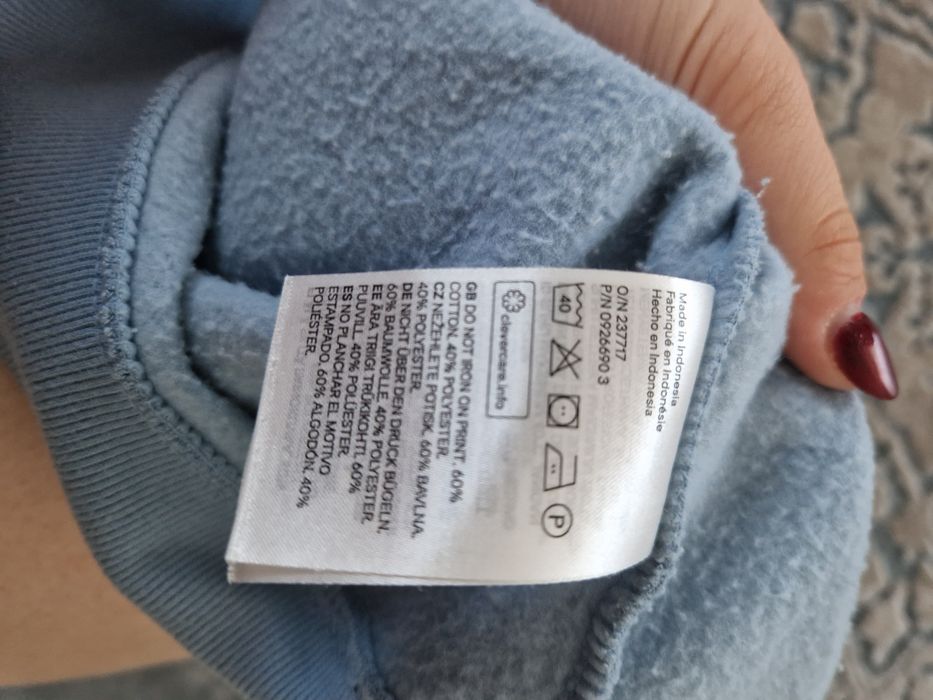 Made in Indonesia
Fabriqué en Indonésie
Hecho en Indonesia
O/N 237717
P/N 0926690 3
40
P
clevercare.info
GB DO NOT IRON ON PRINT. 60%
COTTON. 40% POLYESTER.
CZ NEŽEHLETE POTISK. 60% BAVLNA.
40% POLYESTER.
DE NICHT ÜBER DEN DRUCK BÜGELN.
60% BAUMWOLLE. 40% POLYESTER.
EE ÄRA TRIIGI TRÜKIKOHTI. 60%
PUUVILL. 40% POLÜESTER.
ES NO PLANCHAR EL MOTIVO
ESTAMPADO. 60% ALGODÓN. 40%
POLIÉSTER.